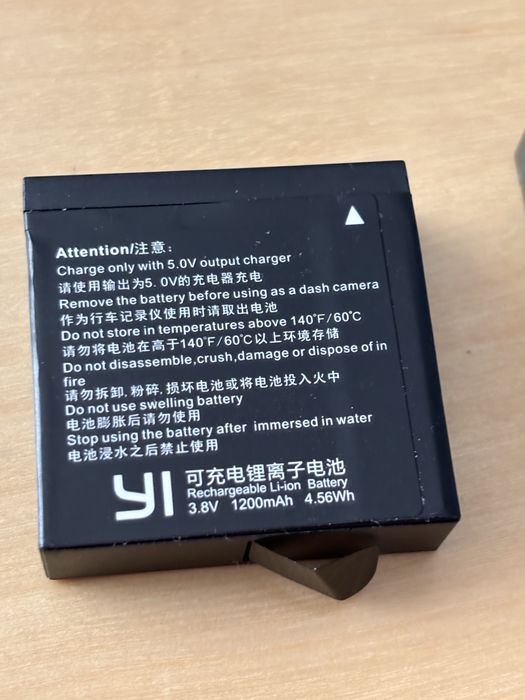 Attention/注意:
Charge only with 5.0V output charger
请使用输出为5. 0V的充电器充电
Remove the battery before using as a dash camera
作为行车记录仪使用时请取出电池
Do not store in temperatures above 140°F/60℃
请勿将电池在高于140°F/60℃以上环境存储
Do not disassemble,crush,damage or dispose of in
fire
请勿拆卸.粉碎.损坏电池或将电池投入火中
Do not use swelling battery
电池膨胀后请勿使用
Stop using the battery after immersed in water
电池浸水之后禁止使用
YI
可充电锂离子电池
Rechargeable Li-ion Battery
3.8V 1200mAh 4.56Wh